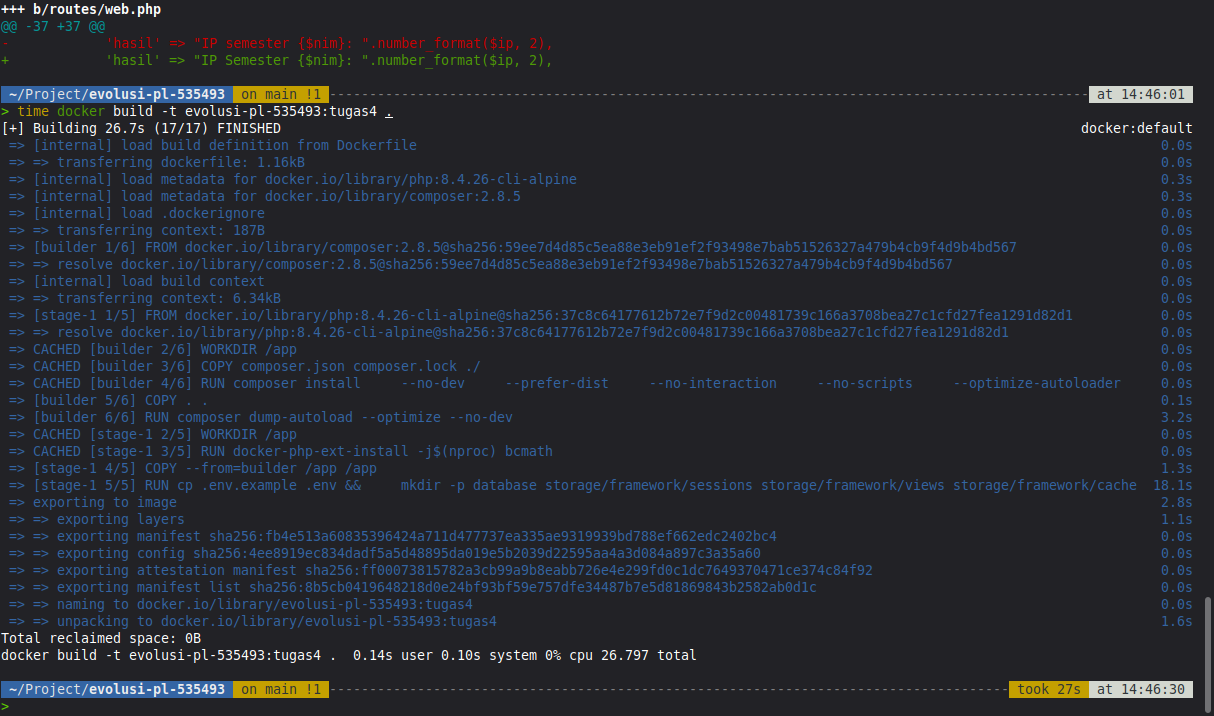 +++ b/routes/web.php
@@ -37 +37 @@
-            'hasil' => "IP semester {$nim}: ".number_format($ip, 2),
+            'hasil' => "IP Semester {$nim}: ".number_format($ip, 2),
~/Project/evolusi-pl-535493 on main !1 at 14:46:01
> time docker build -t evolusi-pl-535493:tugas4 .
[+] Building 26.7s (17/17) FINISHED docker:default
=> [internal] load build definition from Dockerfile 0.0s
=> => transferring dockerfile: 1.16kB 0.0s
=> [internal] load metadata for docker.io/library/php:8.4.26-cli-alpine 0.3s
=> [internal] load metadata for docker.io/library/composer:2.8.5 0.3s
=> [internal] load .dockerignore 0.0s
=> => transferring context: 187B 0.0s
=> [builder 1/6] FROM docker.io/library/composer:2.8.5@sha256:59ee7d4d85c5ea88e3eb91ef2f93498e7bab51526327a479b4cb9f4d9b4bd567 0.0s
=> => resolve docker.io/library/composer:2.8.5@sha256:59ee7d4d85c5ea88e3eb91ef2f93498e7bab51526327a479b4cb9f4d9b4bd567 0.0s
=> [internal] load build context 0.0s
=> => transferring context: 6.34kB 0.0s
=> [stage-1 1/5] FROM docker.io/library/php:8.4.26-cli-alpine@sha256:37c8c64177612b72e7f9d2c00481739c166a3708bea27c1cfd27fea1291d82d1 0.0s
=> => resolve docker.io/library/php:8.4.26-cli-alpine@sha256:37c8c64177612b72e7f9d2c00481739c166a3708bea27c1cfd27fea1291d82d1 0.0s
=> CACHED [builder 2/6] WORKDIR /app 0.0s
=> CACHED [builder 3/6] COPY composer.json composer.lock ./ 0.0s
=> CACHED [builder 4/6] RUN composer install     --no-dev     --prefer-dist     --no-interaction     --no-scripts     --optimize-autoloader 0.0s
=> [builder 5/6] COPY . . 0.1s
=> [builder 6/6] RUN composer dump-autoload --optimize --no-dev 3.2s
=> CACHED [stage-1 2/5] WORKDIR /app 0.0s
=> CACHED [stage-1 3/5] RUN docker-php-ext-install -j$(nproc) bcmath 0.0s
=> [stage-1 4/5] COPY --from=builder /app /app 1.3s
=> [stage-1 5/5] RUN cp .env.example .env &&     mkdir -p database storage/framework/sessions storage/framework/views storage/framework/cache 18.1s
=> exporting to image 2.8s
=> => exporting layers 1.1s
=> => exporting manifest sha256:fb4e513a60835396424a711d477737ea335ae9319939bd788ef662edc2402bc4 0.0s
=> => exporting config sha256:4ee8919ec834dadf5a5d48895da019e5b2039d22595aa4a3d084a897c3a35a60 0.0s
=> => exporting attestation manifest sha256:ff00073815782a3cb99a9b8eabb726e4e299fd0c1dc7649370471ce374c84f92 0.0s
=> => exporting manifest list sha256:8b5cb0419648218d0e24bf93bf59e757dfe34487b7e5d81869843b2582ab0d1c 0.0s
=> => naming to docker.io/library/evolusi-pl-535493:tugas4 0.0s
=> => unpacking to docker.io/library/evolusi-pl-535493:tugas4 1.6s
Total reclaimed space: 0B
docker build -t evolusi-pl-535493:tugas4 .  0.14s user 0.10s system 0% cpu 26.797 total
~/Project/evolusi-pl-535493 on main !1 took 27s at 14:46:30
>